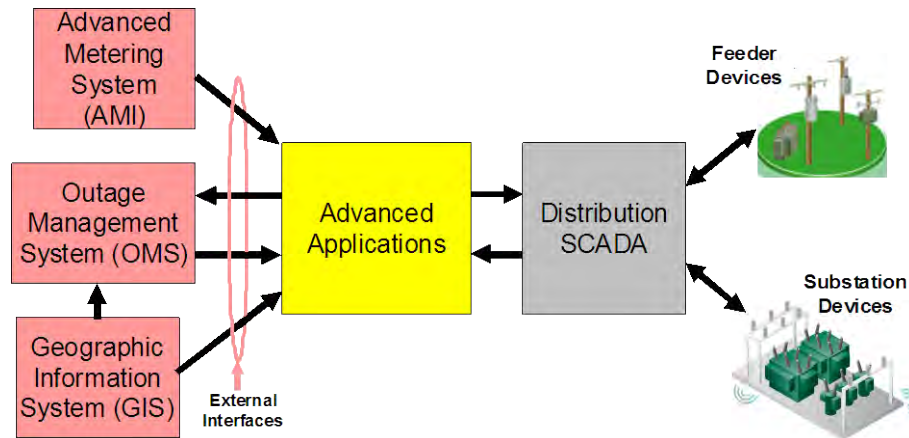 Advanced
Metering
System
(AMI)
Outage
Management
System (OMS)
Geographic
Information
System (GIS)
External
Interfaces
Advanced
Applications
Distribution
SCADA
Feeder
Devices
Substation
Devices